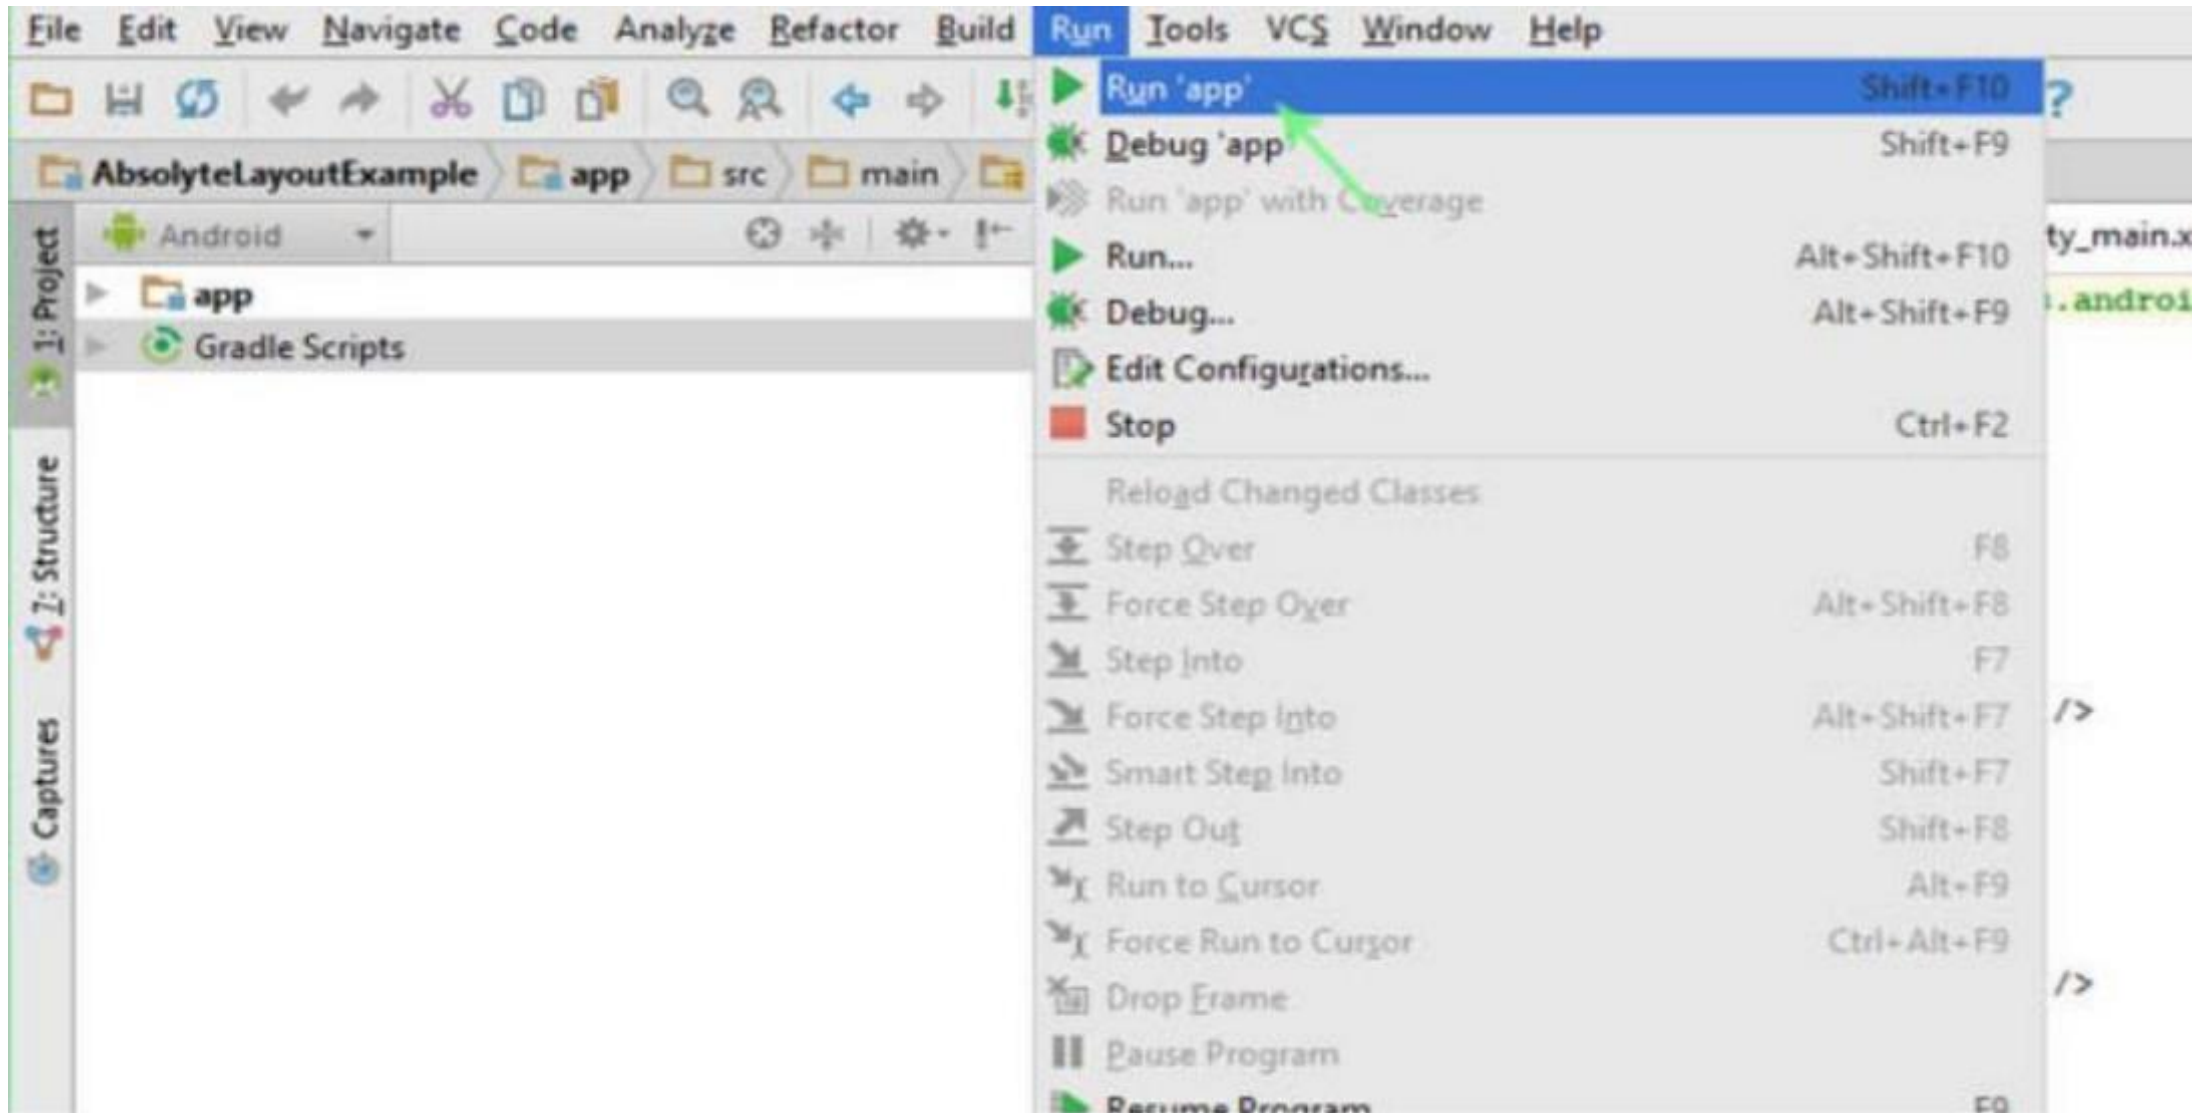 File Edit View Navigate Code Analyze Refactor Build Run Tools VCS Window Help
AbsolyteLayoutExample app src main
Android
app
Gradle Scripts
1: Project
7: Structure
Captures
Run 'app' Shift+F10
Debug 'app' Shift+F9
Run 'app' with Coverage
Run... Alt+Shift+F10
Debug... Alt+Shift+F9
Edit Configurations...
Stop Ctrl+F2
Reload Changed Classes
Step Over F8
Force Step Over Alt+Shift+F8
Step Into F7
Force Step Into Alt+Shift+F7
Smart Step Into Shift+F7
Step Out Shift+F8
Run to Cursor Alt+F9
Force Run to Cursor Ctrl+Alt+F9
Drop Frame
Pause Program
Resume Program F9
?
ty_main.x
.androi
/>
/>